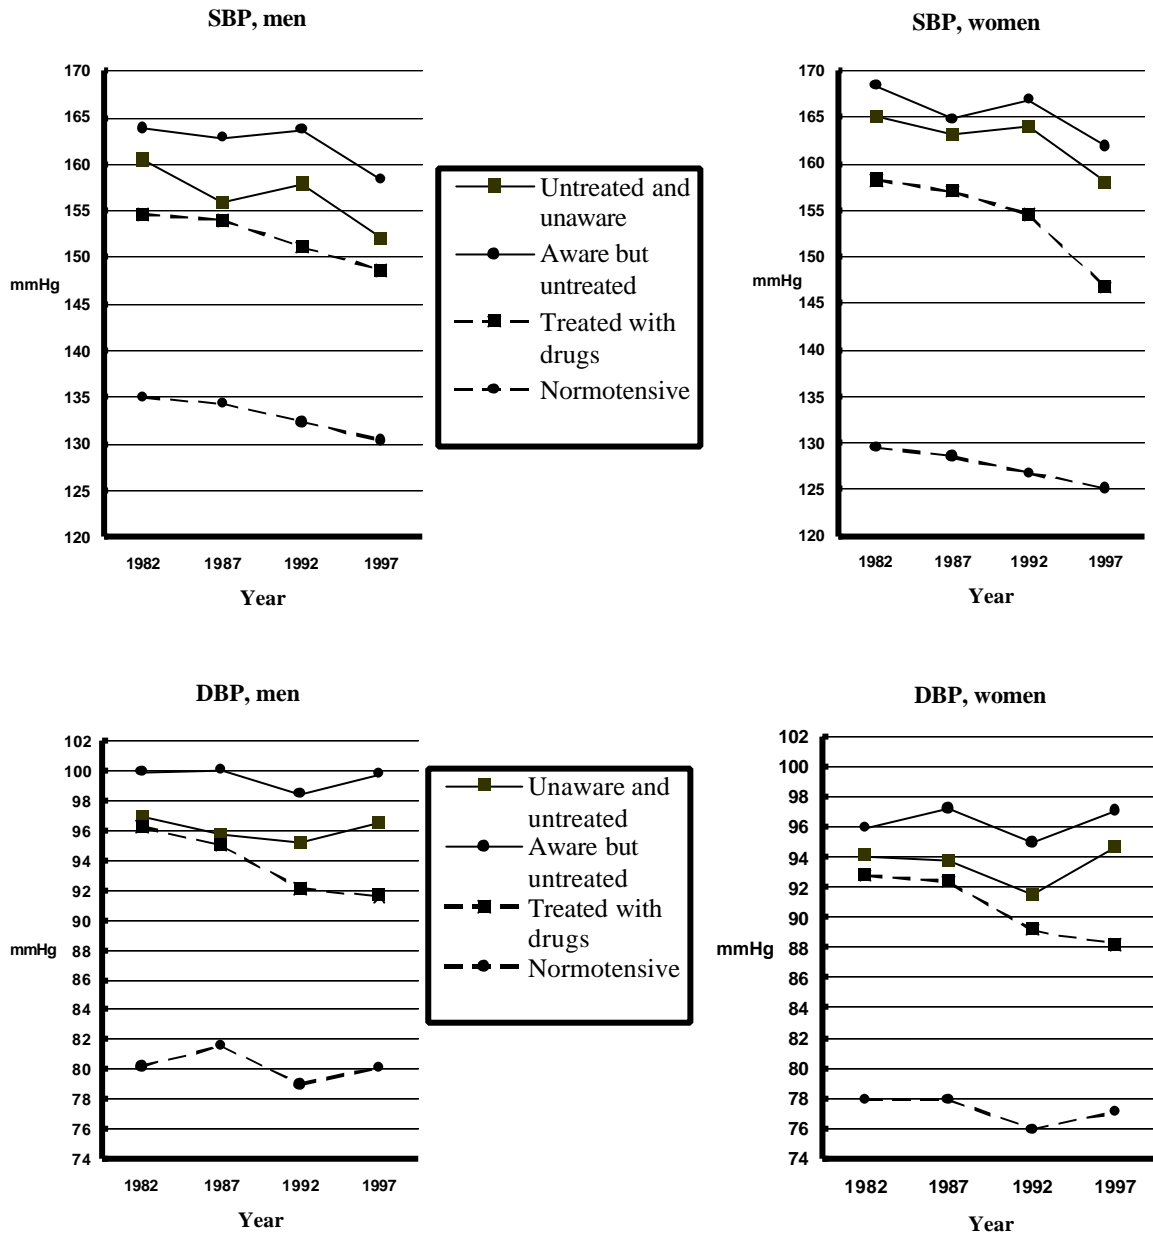 SBP, men
170
165
160
155
150
mmHg
145
140
135
130
125
120
1982 1987 1992 1997
Year
Untreated and
unaware
Aware but
untreated
Treated with
drugs
Normotensive
SBP, women
170
165
160
155
150
mmHg
145
140
135
130
125
120
1982 1987 1992 1997
Year
DBP, men
102
100
98
96
94
92
90
mmHg
88
86
84
82
80
78
76
74
1982 1987 1992 1997
Year
Unaware and
untreated
Aware but
untreated
Treated with
drugs
Normotensive
DBP, women
102
100
98
96
94
92
90
mmHg
88
86
84
82
80
78
76
74
1982 1987 1992 1997
Year